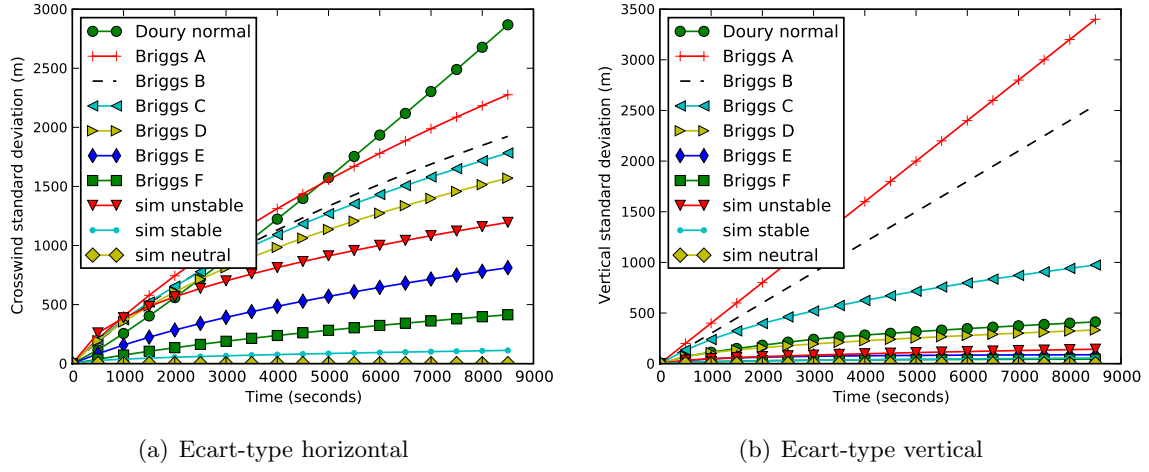 3000
2500
2000
1500
1000
500
0
Crosswind standard deviation (m)
Doury normal
Briggs A
Briggs B
Briggs C
Briggs D
Briggs E
Briggs F
sim unstable
sim stable
sim neutral
0 1000 2000 3000 4000 5000 6000 7000 8000 9000
Time (seconds)
(a) Ecart-type horizontal
3500
3000
2500
2000
1500
1000
500
0
Vertical standard deviation (m)
Doury normal
Briggs A
Briggs B
Briggs C
Briggs D
Briggs E
Briggs F
sim unstable
sim stable
sim neutral
0 1000 2000 3000 4000 5000 6000 7000 8000 9000
Time (seconds)
(b) Ecart-type vertical